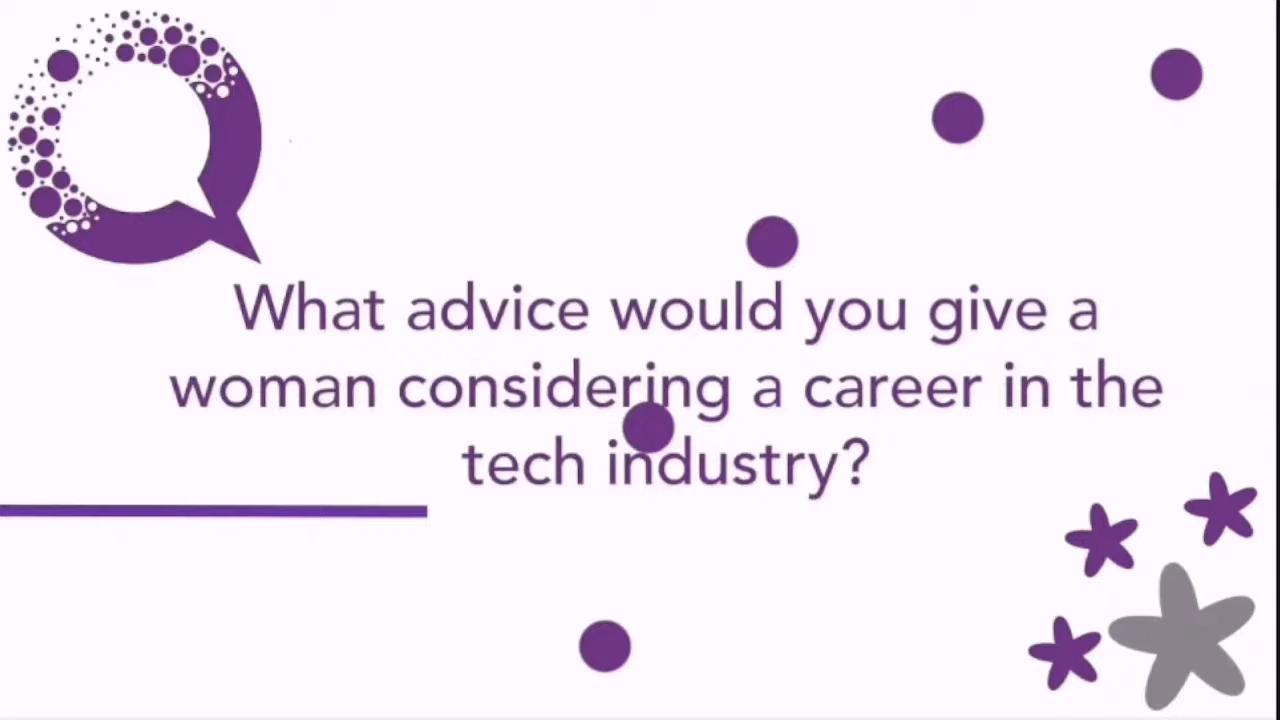 What advice would you give a
woman considering a career in the
tech industry?